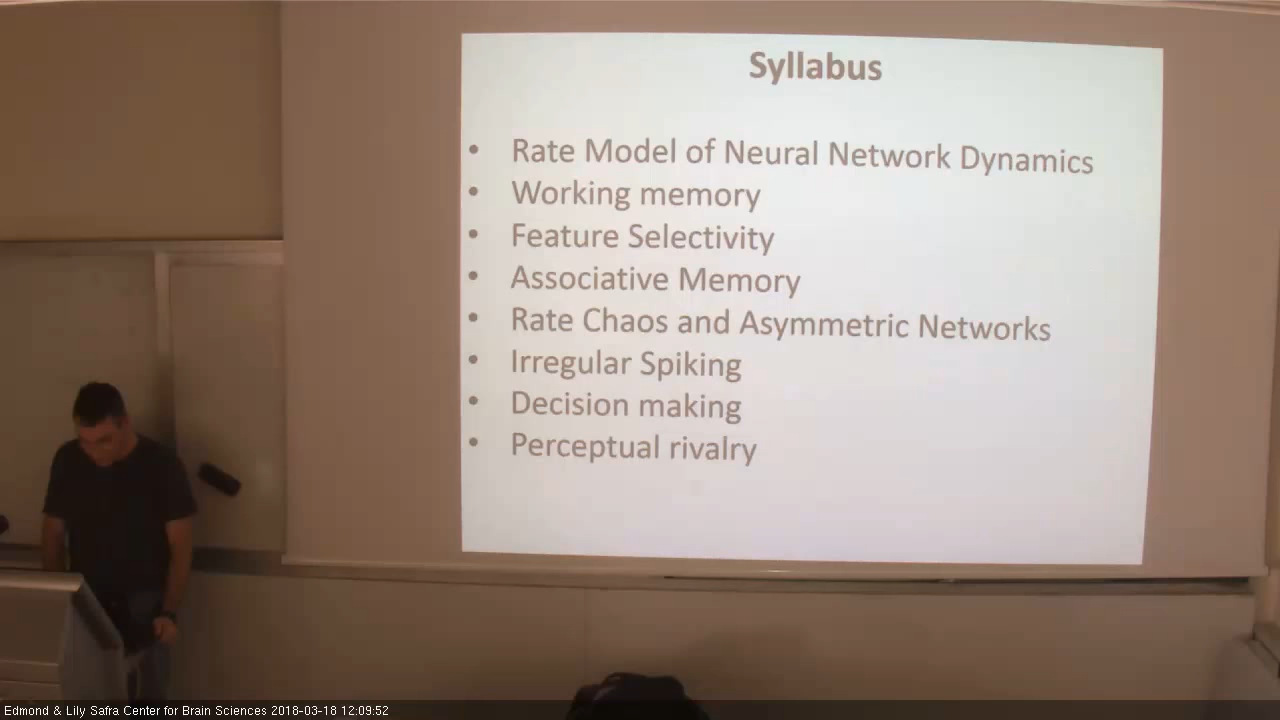 Syllabus
• Rate Model of Neural Network Dynamics
• Working memory
• Feature Selectivity
• Associative Memory
• Rate Chaos and Asymmetric Networks
• Irregular Spiking
• Decision making
• Perceptual rivalry
Edmond & Lily Safra Center for Brain Sciences 2018-03-18 12:09:52